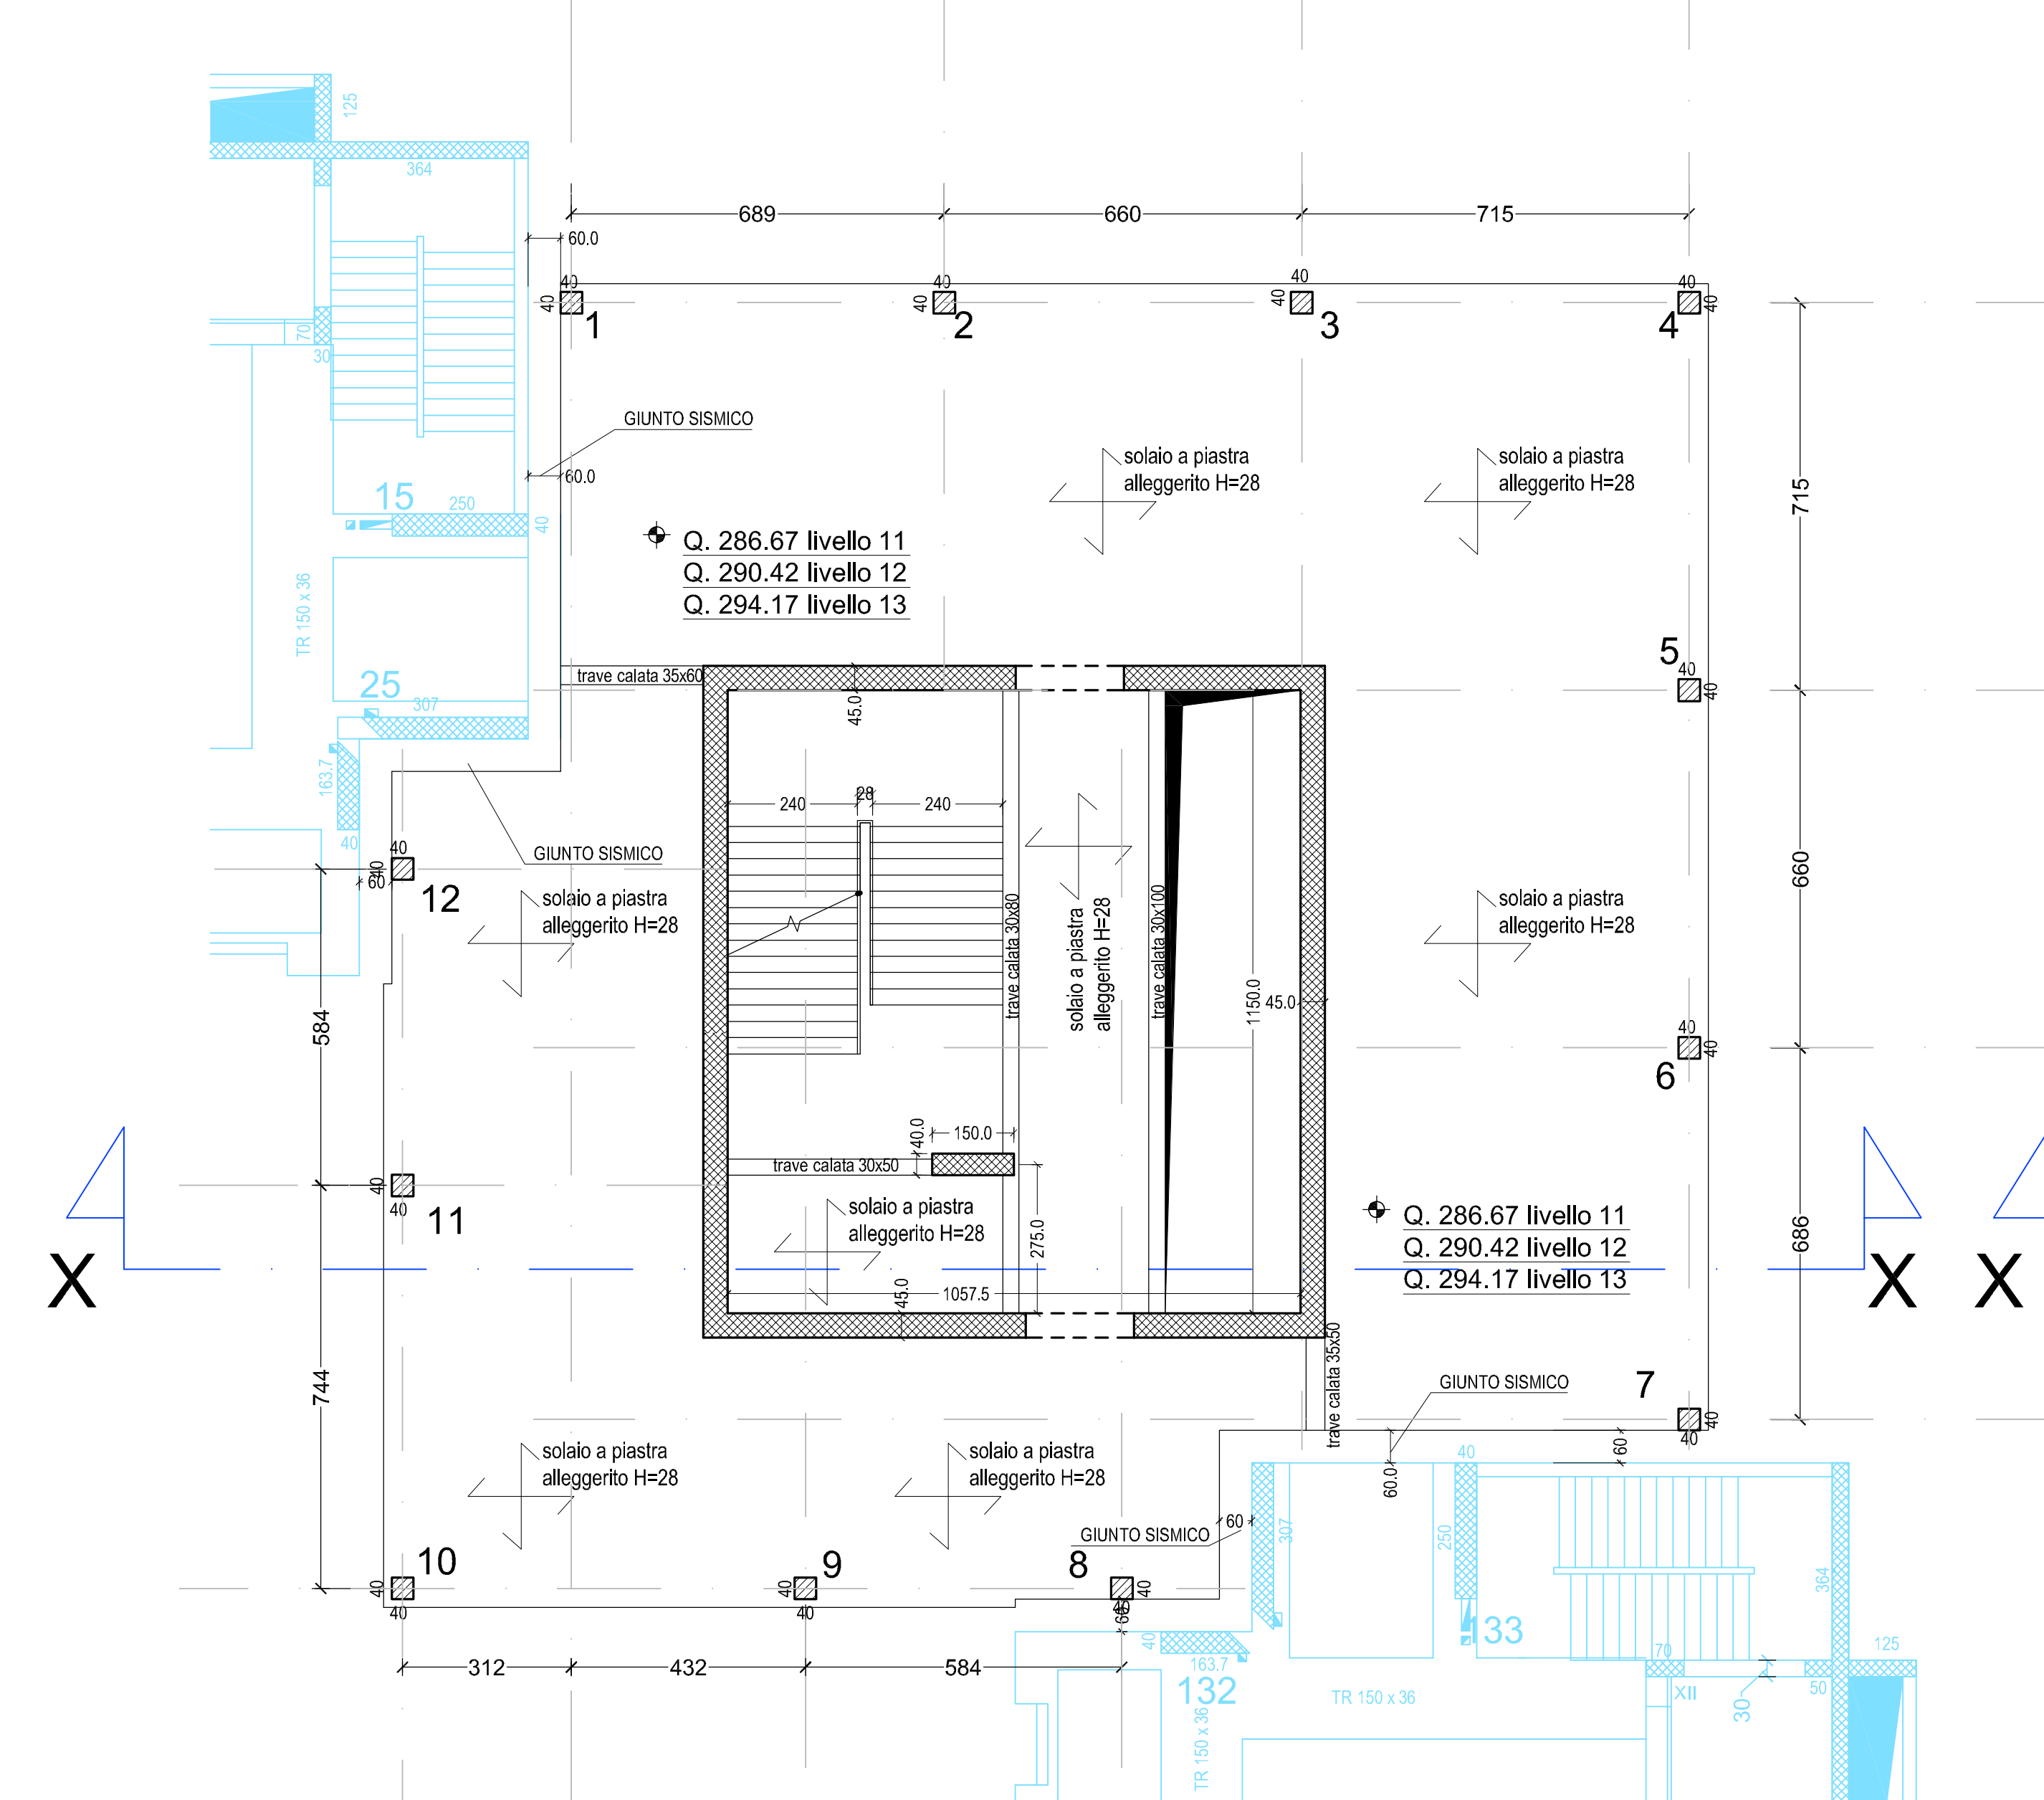 125
364
689
660
715
60.0
40
40
40
40
40
40
40
40
1
2
3
4
70
30
GIUNTO SISMICO
60.0
solaio a piastra
alleggerito H=28
solaio a piastra
alleggerito H=28
15
250
40
715
Q. 286.67 livello 11
Q. 290.42 livello 12
Q. 294.17 livello 13
TR 150 x 36
25
307
trave calata 35x60
45.0
5
40
40
163.7
40
240
28
240
GIUNTO SISMICO
40
40
60
12
solaio a piastra
alleggerito H=28
trave calata 30x80
solaio a piastra
alleggerito H=28
trave calata 30x100
1150.0
45.0
solaio a piastra
alleggerito H=28
660
584
40
40
6
40.0
150.0
trave calata 30x50
40
40
11
solaio a piastra
alleggerito H=28
275.0
Q. 286.67 livello 11
Q. 290.42 livello 12
Q. 294.17 livello 13
686
X
X
X
45.0
1057.5
trave calata 35x50
744
GIUNTO SISMICO
7
40
40
60
60.0
solaio a piastra
alleggerito H=28
solaio a piastra
alleggerito H=28
GIUNTO SISMICO
60
307
40
250
364
10
40
40
9
40
40
8
40
40
60
312
432
584
40
163.7
132
133
TR 150 x 36
TR 150 x 36
70
XII
30
50
125